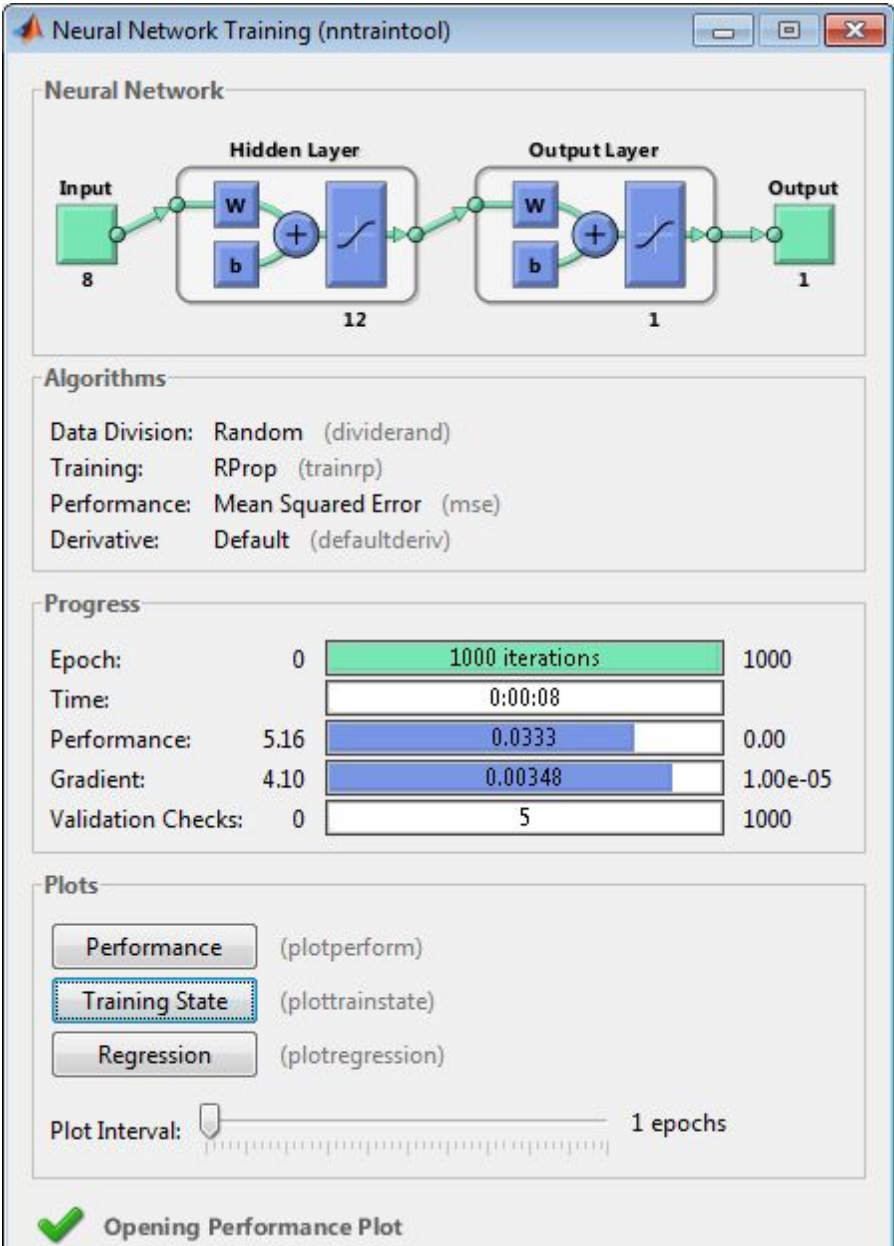 Neural Network Training (nntraintool)
Neural Network
Hidden Layer Output Layer
Input Output
W W
+ +
b b
8 1
12 1
Algorithms
Data Division: Random (dividerand)
Training: RProp (trainrp)
Performance: Mean Squared Error (mse)
Derivative: Default (defaultderiv)
Progress
Epoch: 0 1000 iterations 1000
Time: 0:00:08
Performance: 5.16 0.0333 0.00
Gradient: 4.10 0.00348 1.00e-05
Validation Checks: 0 5 1000
Plots
Performance (plotperform)
Training State (plottrainstate)
Regression (plotregression)
Plot Interval: 1 epochs
Opening Performance Plot